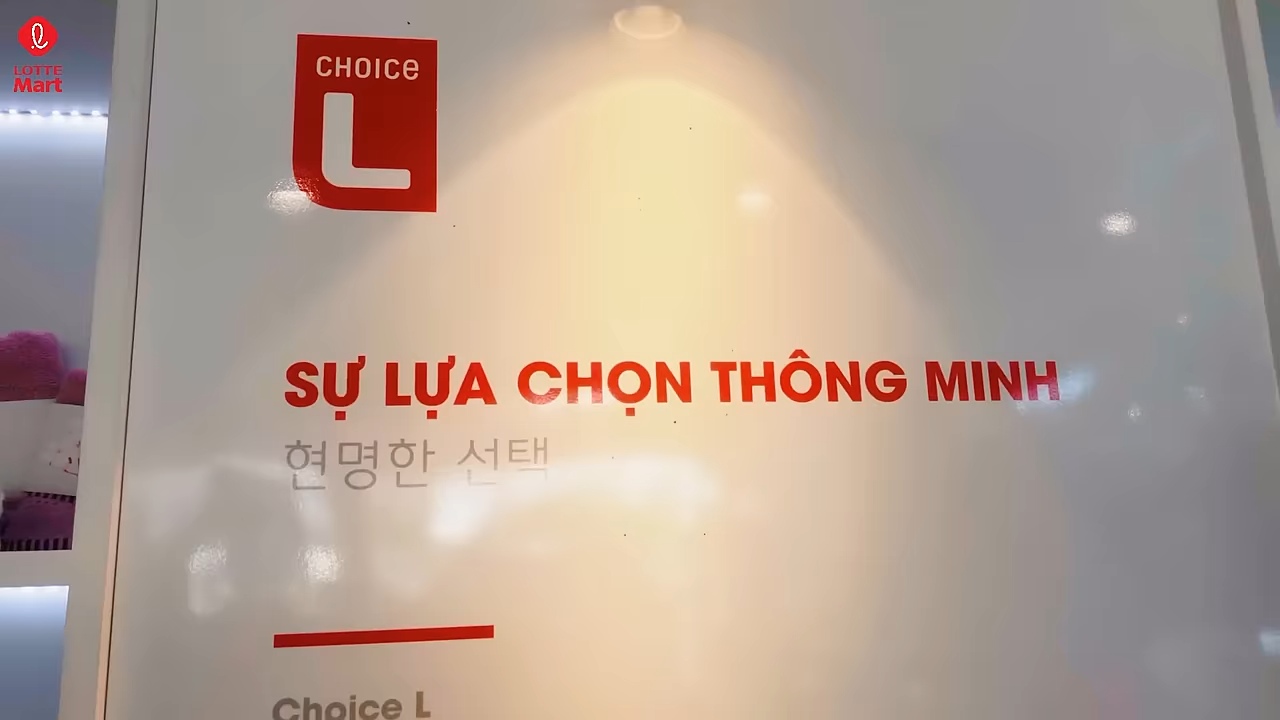 LOTTE
Mart
CHOICe
L
SỰ LỰA CHỌN THÔNG MINH
현명한 선택
Choice L